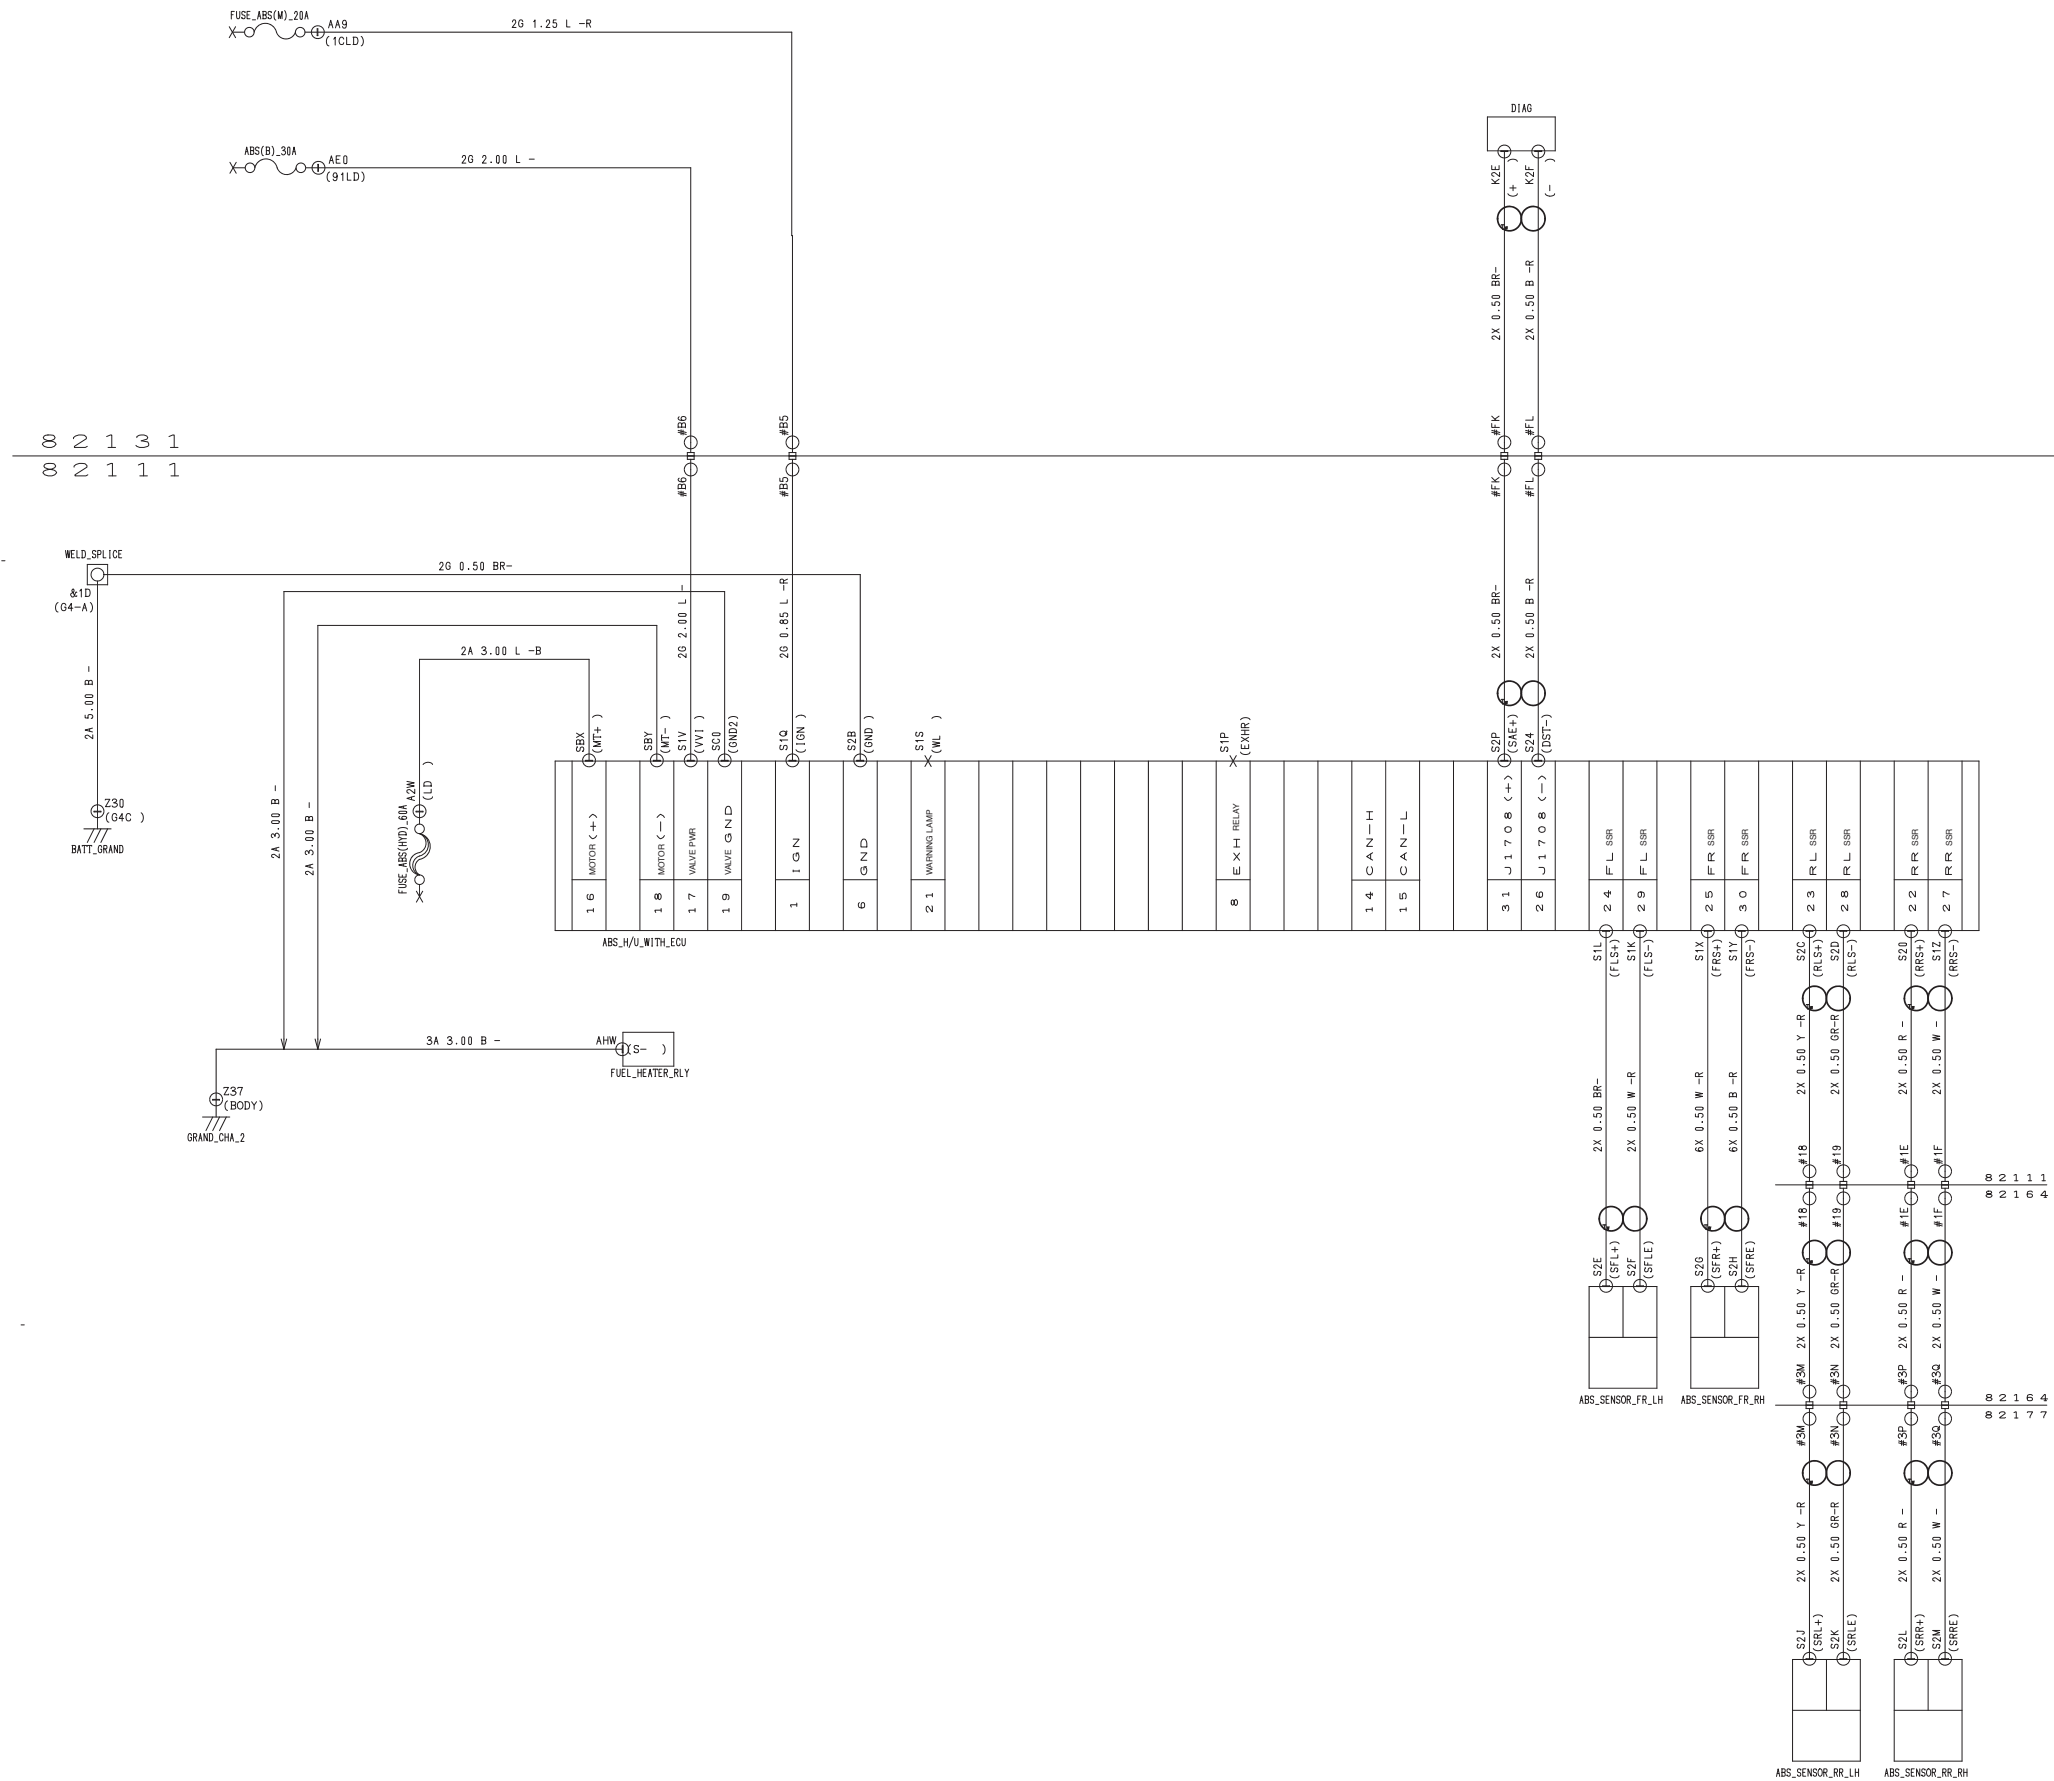 FUSE_ABS(M)_20A
AA9
(1CLD)
2G 1.25 L -R
DIAG
ABS(B)_30A
AE0
(91LD)
2G 2.00 L -
K2E
(+ )
K2F
(- )
2X 0.50 BR-
2X 0.50 B -R
#B6
#B5
#FK
#FL
82131
82111
#B6
#B5
#FK
#FL
WELD_SPLICE
&1D
(G4-A)
2G 0.50 BR-
2G 2.00 L -
2G 0.85 L -R
2X 0.50 BR-
2X 0.50 B -R
2A 3.00 L -B
2A 5.00 B -
SBX
(MT+ )
SBY
(MT- )
S1V
(VVI )
SC0
(GND2)
S1Q
(IGN )
S2B
(GND )
S1S
(WL )
S1P
(EXHR)
S2P
(SAE+)
S24
(DST-)
Z30
(G4C )
BATT_GRAND
2A 3.00 B -
2A 3.00 B -
A2W
(LD )
FUSE_ABS(HYD)_60A
MOTOR (+)
16
MOTOR (-)
18
VALVE PWR
17
VALVE GND
19
IGN
1
GND
6
WARNING LAMP
21
EXH RELAY
8
CAN-H
14
CAN-L
15
J1708 (+)
31
J1708 (-)
26
FL SSR
24
FL SSR
29
FR SSR
25
FR SSR
30
RL SSR
23
RL SSR
28
RR SSR
22
RR SSR
27
ABS_H/U_WITH_ECU
S1L
(FLS+)
S1K
(FLS-)
S1X
(FRS+)
S1Y
(FRS-)
S2C
(RLS+)
S2D
(RLS-)
S20
(RRS+)
S1Z
(RRS-)
3A 3.00 B -
AHW
(S- )
FUEL_HEATER_RLY
Z37
(BODY)
GRAND_CHA_2
2X 0.50 BR-
2X 0.50 W -R
6X 0.50 W -R
6X 0.50 B -R
2X 0.50 Y -R
2X 0.50 GR-R
2X 0.50 R -
2X 0.50 W -
#18
#19
#1E
#1F
82111
82164
#18
#19
#1E
#1F
S2E
(SFL+)
S2F
(SFLE)
S2G
(SFR+)
S2H
(SFRE)
2X 0.50 Y -R
2X 0.50 GR-R
2X 0.50 R -
2X 0.50 W -
#3M
#3N
#3P
#3Q
ABS_SENSOR_FR_LH
ABS_SENSOR_FR_RH
82164
82177
#3M
#3N
#3P
#3Q
2X 0.50 Y -R
2X 0.50 GR-R
2X 0.50 R -
2X 0.50 W -
S2J
(SRL+)
S2K
(SRLE)
S2L
(SRR+)
S2M
(SRRE)
ABS_SENSOR_RR_LH
ABS_SENSOR_RR_RH